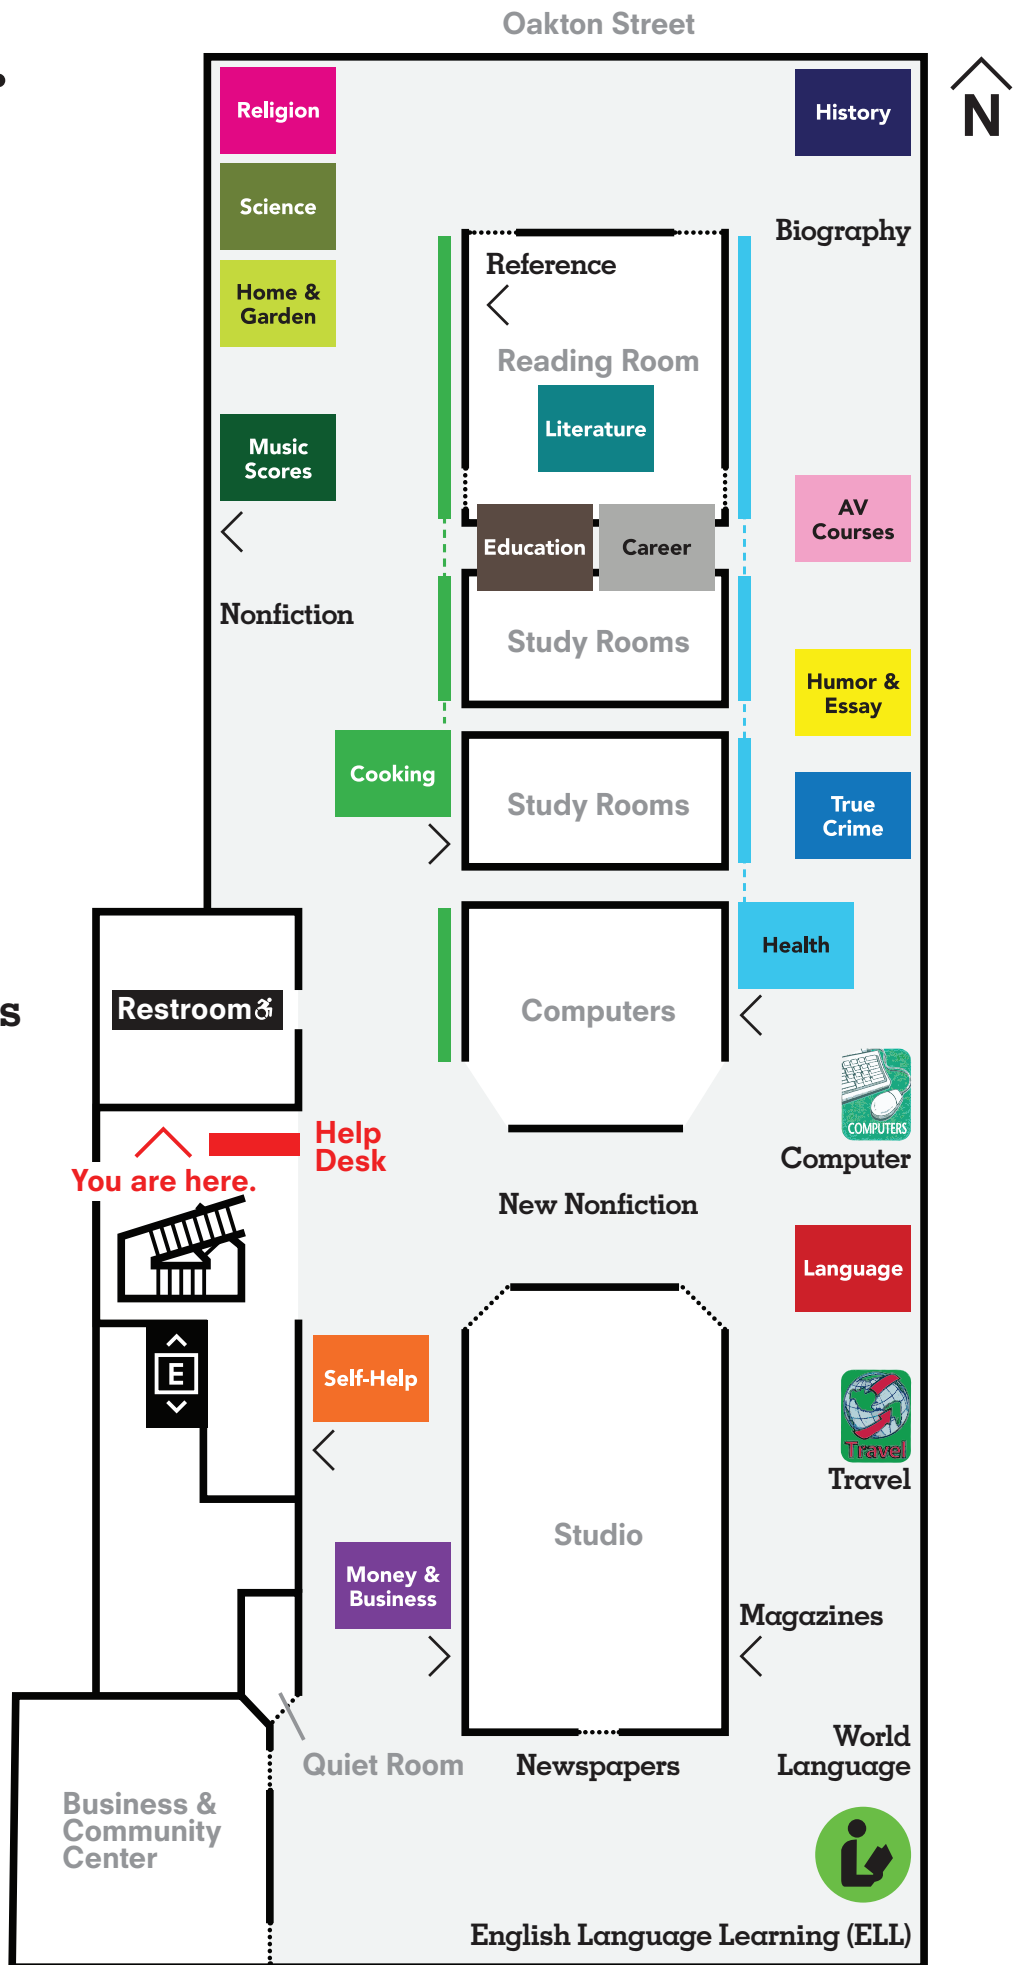 Oakton Street
N
Religion
History
Science
Biography
Home &
Garden
Reference
Reading Room
Literature
Music
Scores
AV
Courses
Education
Career
Nonfiction
Study Rooms
Humor &
Essay
Cooking
Study Rooms
True
Crime
Health
Restroom
s
Computers
COMPUTERS
Computer
Help
Desk
You are here.
New Nonfiction
Language
E
Self-Help
Travel
Travel
Studio
Money &
Business
Magazines
World
Language
Quiet Room
Newspapers
Business &
Community
Center
English Language Learning (ELL)